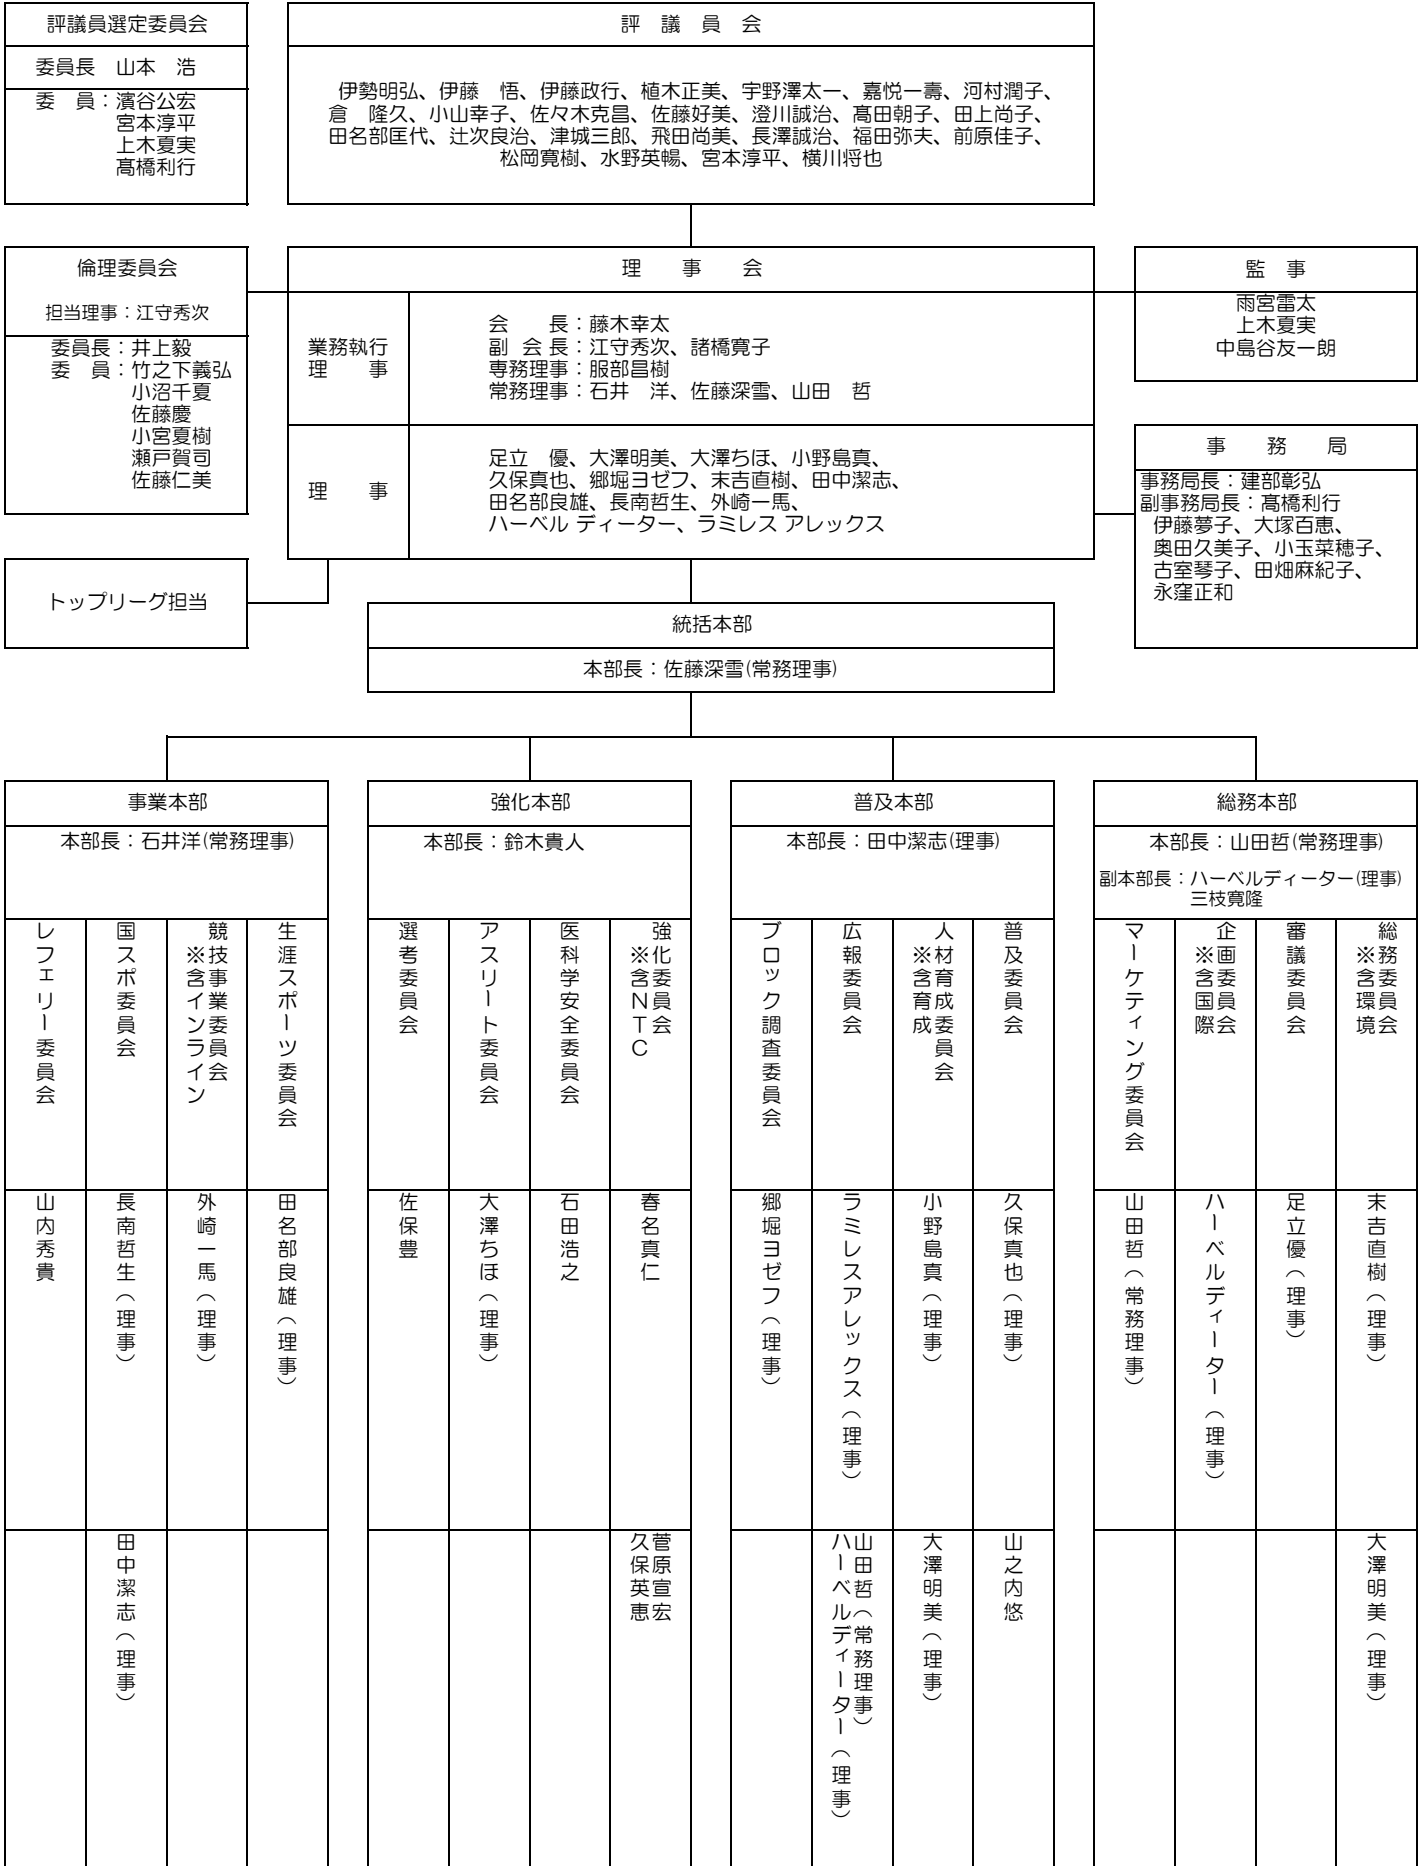 評議員選定委員会
委員長　山本　浩
委　員：濱谷公宏
宮本淳平
上木夏実
髙橋利行
評　議　員　会
伊勢明弘、伊藤　悟、伊藤政行、植木正美、宇野澤太一、嘉悦一壽、河村潤子、
倉　隆久、小山幸子、佐々木克昌、佐藤好美、澄川誠治、髙田朝子、田上尚子、
田名部匡代、辻次良治、津城三郎、飛田尚美、長澤誠治、福田弥夫、前原佳子、
松岡寛樹、水野英暢、宮本淳平、横川将也
倫理委員会
担当理事：江守秀次
委員長：井上毅
委　員：竹之下義弘
小沼千夏
佐藤慶
小宮夏樹
瀬戸賀司
佐藤仁美
理　事　会
業務執行
理　　事
会　　長：藤木幸太
副 会 長：江守秀次、諸橋寛子
専務理事：服部昌樹
常務理事：石井　洋、佐藤深雪、山田　哲
理　　事
足立　優、大澤明美、大澤ちほ、小野島真、
久保真也、郷堀ヨゼフ、末吉直樹、田中潔志、
田名部良雄、長南哲生、外崎一馬、
ハーベル ディーター、ラミレス アレックス
監　事
雨宮雷太
上木夏実
中島谷友一朗
事　務　局
事務局長：建部彰弘
副事務局長：髙橋利行
伊藤夢子、大塚百恵、
奥田久美子、小玉菜穂子、
古室琴子、田畑麻紀子、
永窪正和
トップリーグ担当
統括本部
本部長：佐藤深雪(常務理事)
事業本部
本部長：石井洋(常務理事)
レフェリー委員会
国スポ委員会
競技事業委員会
※含インライン
生涯スポーツ委員会
山内秀貴
長南哲生（理事）
外崎一馬（理事）
田名部良雄（理事）
田中潔志（理事）
強化本部
本部長：鈴木貴人
選考委員会
アスリート委員会
医科学安全委員会
強化委員会
※含ＮＴＣ
佐保豊
大澤ちほ（理事）
石田浩之
春名真仁
菅原宣宏
久保英恵
普及本部
本部長：田中潔志(理事)
ブロック調査委員会
広報委員会
人材育成委員会
※含育成
普及委員会
郷堀ヨゼフ（理事）
ラミレスアレックス（理事）
小野島真（理事）
久保真也（理事）
山田哲（常務理事）
ハーベルディーター（理事）
大澤明美（理事）
山之内悠
総務本部
本部長：山田哲(常務理事)
副本部長：ハーベルディーター(理事)
三枝寛隆
マーケティング委員会
企画委員会
※含国際
審議委員会
総務委員会
※含環境
山田哲（常務理事）
ハーベルディーター（理事）
足立優（理事）
末吉直樹（理事）
大澤明美（理事）